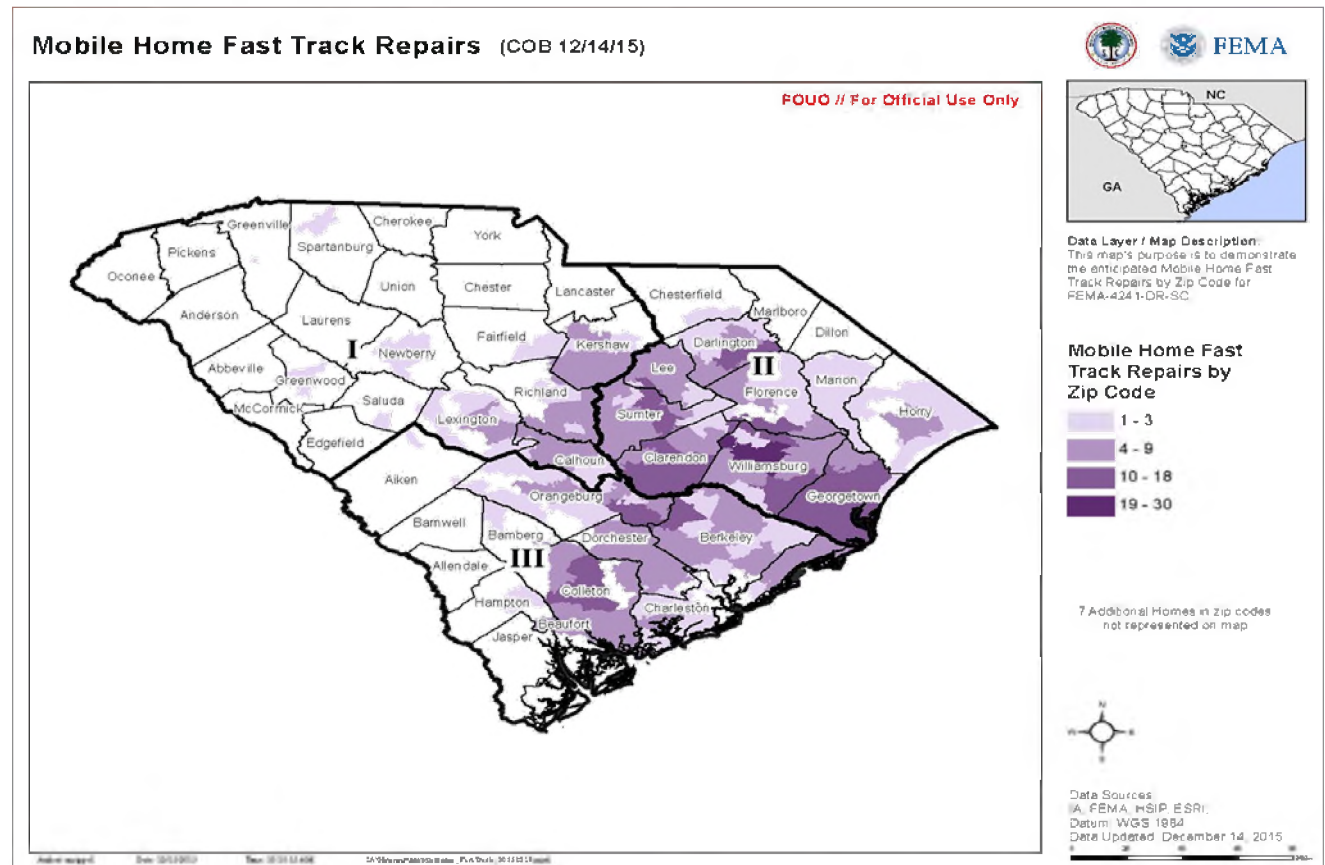 Mobile Home Fast Track Repairs (COB 12/14/15)
FEMA
FOUO // For Official Use Only
NC
GA
Data Layer / Map Description:
This map's purpose is to demonstrate
the anticipated Mobile Home Fast
Track Repairs by Zip Code for
FEMA-4241-DR-SC
Mobile Home Fast
Track Repairs by
Zip Code
1 - 3
4 - 9
10 - 18
19 - 30
7 Additional Homes in zip codes
not represented on map
N
W E
S
Data Sources
IA, FEMA, HSIP, ESRI,
Datum: WGS 1984
Data Updated: December 14, 2015
Cherokee
Greenville
York
Spartanburg
Pickens
Oconee
Union
Chester
Lancaster
Chesterfield
Marlboro
Anderson
Laurens
Dillon
Fairfield
Kershaw
Darlington
I
Newberry
II
Abbeville
Lee
Greenwood
Marion
Richland
Florence
Saluda
McCormick
Horry
Lexington
Sumter
Edgefield
Calhoun
Clarendon
Williamsburg
Aiken
Orangeburg
Georgetown
Barnwell
Bamberg
Dorchester
Berkeley
III
Allendale
Colleton
Hampton
Charleston
Beaufort
Jasper